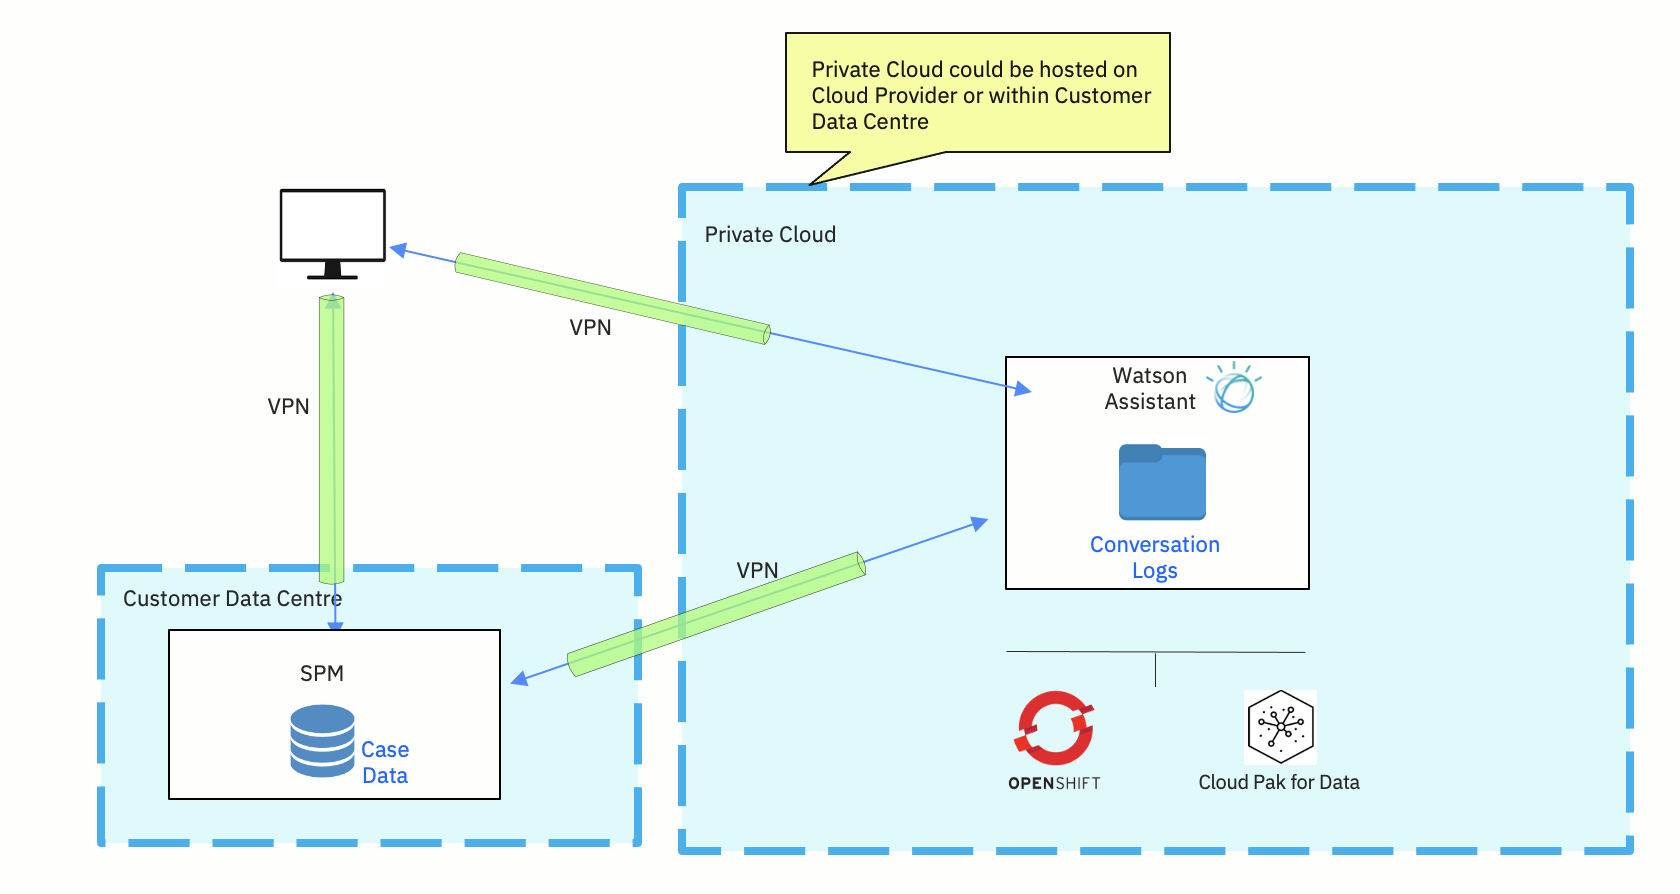 Private Cloud could be hosted on
Cloud Provider or within Customer
Data Centre
Private Cloud
VPN
VPN
Watson
Assistant
Conversation
Logs
VPN
Customer Data Centre
SPM
Case
Data
OPENSHIFT
Cloud Pak for Data